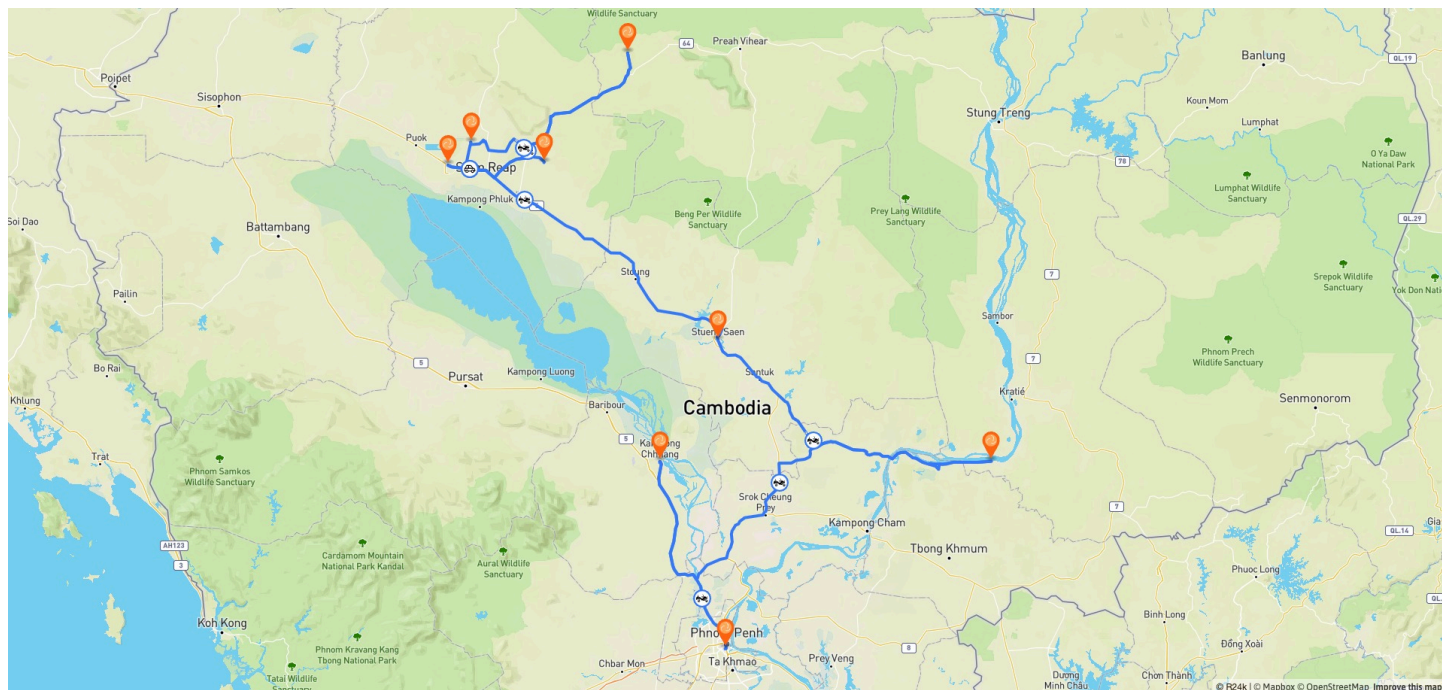 Wildlife Sanctuary
64
Preah Vihear
Banlung
QL.19
Poipet
Sisophon
Koun Mom
Stung Treng
Lumphat
Puok
O Ya Daw
National Park
78
Lumphat Wildlife
Sanctuary
Kampong Phluk
Beng Per Wildlife
Sanctuary
Prey Lang Wildlife
Sanctuary
QL.29
Soi Dao
Battambang
7
Srepok Wildlife
Sanctuary
Pailin
Sambor
Phnom Prech
Wildlife Sanctuary
7
5
Bo Rai
Kampong Luong
Pursat
Santuk
Kratié
Khlung
Baribour
Cambodia
Senmonorom
5
Trat
Phnom Samkos
Wildlife Sanctuary
Srok Cheung
Prey
7
Kampong Cham
QL.14
AH123
3
Cardamom Mountain
National Park Kandal
Aural Wildlife
Sanctuary
Tbong Khmum
Phuoc Long
Koh Kong
Binh Long
Phnom Kravang Kang
Tbong National Park
Đồng Xoài
8
Chbar Mon
Ta Khmao
Prey Veng
Tatai Wildlife
Sanctuary
Dương
Minh Châu
Chơn Thành
© R24k | © Mapbox © OpenStreetMap Improve this map